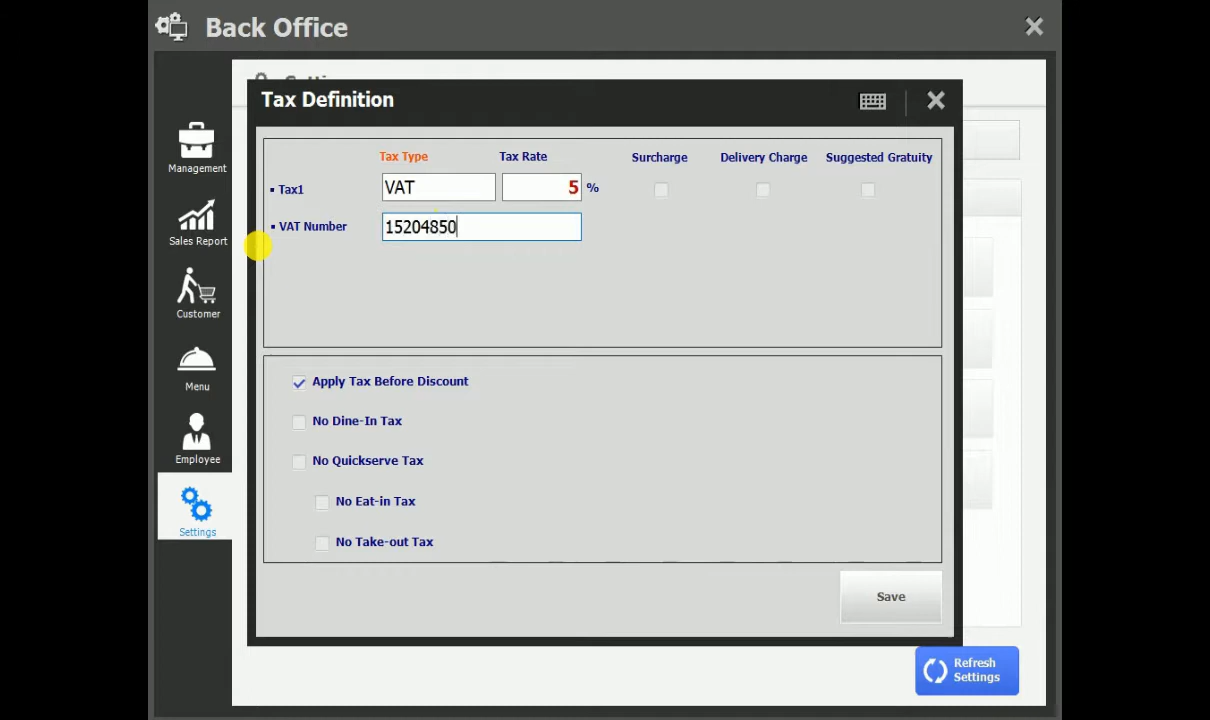 Back Office
Tax Definition
Tax Type Tax Rate Surcharge Delivery Charge Suggested Gratuity
Tax1 VAT 5 %
VAT Number 15204850
Management
Sales Report
Customer
Menu
Employee
Settings
Apply Tax Before Discount
No Dine-In Tax
No Quickserve Tax
No Eat-in Tax
No Take-out Tax
Save
Refresh
Settings